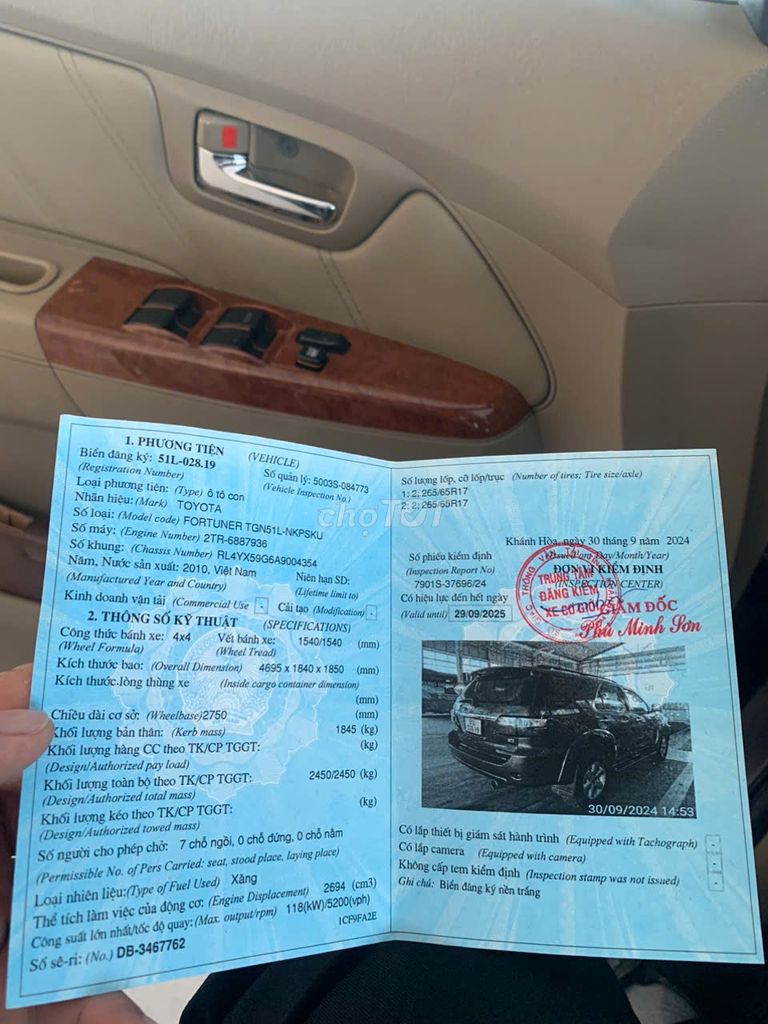 1. PHƯƠNG TIỆN (VEHICLE)
Biển đăng ký: 51L-028.19
(Registration Number)
Số quản lý: 5003S-084773
(Vehicle Inspection No.)
Loại phương tiện: (Type) ô tô con
Nhãn hiệu: (Mark) TOYOTA
Số loại: (Model code) FORTUNER TGN51L-NKPSKU
Số máy: (Engine Number) 2TR-6887936
Số khung: (Chassis Number) RL4YX59G6A9004354
Năm, Nước sản xuất: 2010, Việt Nam
Niên hạn SD:
(Manufactured Year and Country)
(Lifetime limit to)
Kinh doanh vận tải (Commercial Use) - Cải tạo (Modification) -
2. THÔNG SỐ KỸ THUẬT (SPECIFICATIONS)
Công thức bánh xe: 4x4 Vết bánh xe: 1540/1540 (mm)
(Wheel Formula) (Wheel Tread)
Kích thước bao: (Overall Dimension) 4695 x 1840 x 1850 (mm)
Kích thước lòng thùng xe (Inside cargo container dimension)
(mm)
Chiều dài cơ sở: (Wheelbase) 2750 (mm)
Khối lượng bản thân: (Kerb mass) 1845 (kg)
Khối lượng hàng CC theo TK/CP TGGT: (kg)
(Design/Authorized pay load)
Khối lượng toàn bộ theo TK/CP TGGT: 2450/2450 (kg)
(Design/Authorized total mass)
Khối lượng kéo theo TK/CP TGGT: (kg)
(Design/Authorized towed mass)
Số người cho phép chở: 7 chỗ ngồi, 0 chỗ đứng, 0 chỗ nằm
(Permissible No. of Pers Carried: seat, stood place, laying place)
Loại nhiên liệu: (Type of Fuel Used) Xăng
Thể tích làm việc của động cơ: (Engine Displacement) 2694 (cm3)
Công suất lớn nhất/tốc độ quay: (Max. output/rpm) 118(kW)/5200(vph)
1CF9FA2E
Số sê-ri: (No.) DB-3467762
Số lượng lốp, cỡ lốp/trục (Number of tires; Tire size/axle)
1: 2; 265/65R17
2: 2; 265/65R17
Khánh Hòa, ngày 30 tháng 9 năm 2024
(Issued on: Day/Month/Year)
Số phiếu kiểm định ĐƠN VỊ KIỂM ĐỊNH
(Inspection Report No) (INSPECTION CENTER)
7901S-37696/24
Có hiệu lực đến hết ngày
(Valid until) 29/09/2025
TRUNG TÂM
ĐĂNG KIỂM
XE CƠ GIỚI
GIÁM ĐỐC
Phú Minh Sơn
30/09/2024 14:53
Có lắp thiết bị giám sát hành trình (Equipped with Tachograph) -
Có lắp camera (Equipped with camera) -
Không cấp tem kiểm định (Inspection stamp was not issued) -
Ghi chú: Biển đăng ký nền trắng
chợTỐT